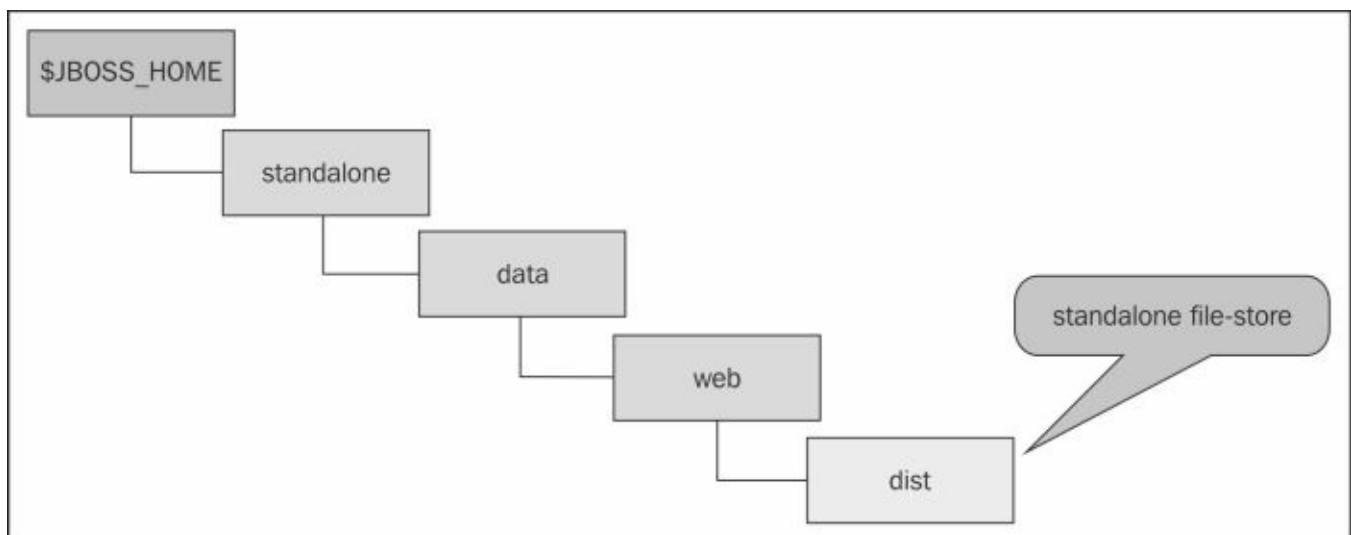 $JBOSS_HOME
standalone
data
standalone file-store
web
dist